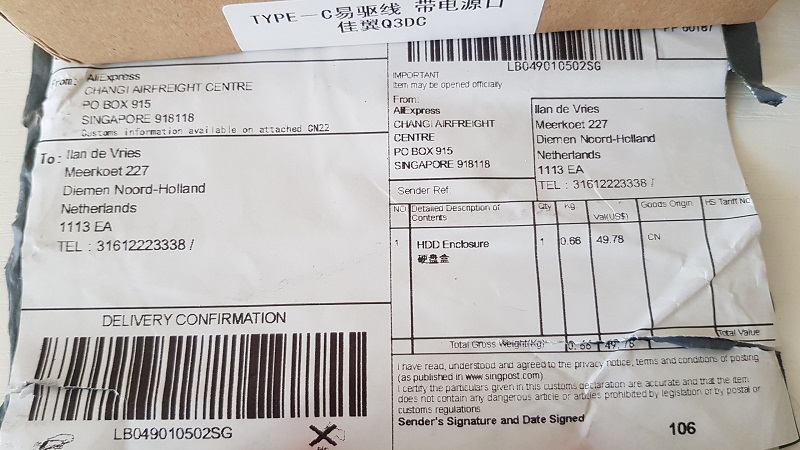 TYPE-C易驱线 带电源口
佳翼Q3DC
From: AliExpress
CHANGI AIRFREIGHT CENTRE
PO BOX 915
SINGAPORE 918118
Customs information available on attached CN22
To: Ilan de Vries
Meerkoet 227
Diemen Noord-Holland
Netherlands
1113 EA
TEL : 31612223338 /
DELIVERY CONFIRMATION
LB049010502SG
LB049010502SG
IMPORTANT
Item may be opened officially
From:
AliExpress
CHANGI AIRFREIGHT
CENTRE
PO BOX 915
SINGAPORE 918118
Sender Ref
Ilan de Vries
Meerkoet 227
Diemen Noord-Holland
Netherlands
1113 EA
TEL : 31612223338 /
NO Detailed Description of Contents Qty Kg Val(US$) Goods Origin HS Tariff No
1 HDD Enclosure 1 0.66 49.78 CN
硬盘盒
Total Value
Total Gross Weight(Kg) 0.66 49.78
I have read, understood and agreed to the privacy notice, terms and conditions of posting
(as published in www.singpost.com)
I certify the particulars given in this customs declaration are accurate and that the item
does not contain any dangerous article or articles prohibited by legislation or by postal or
customs regulations
Sender's Signature and Date Signed
106